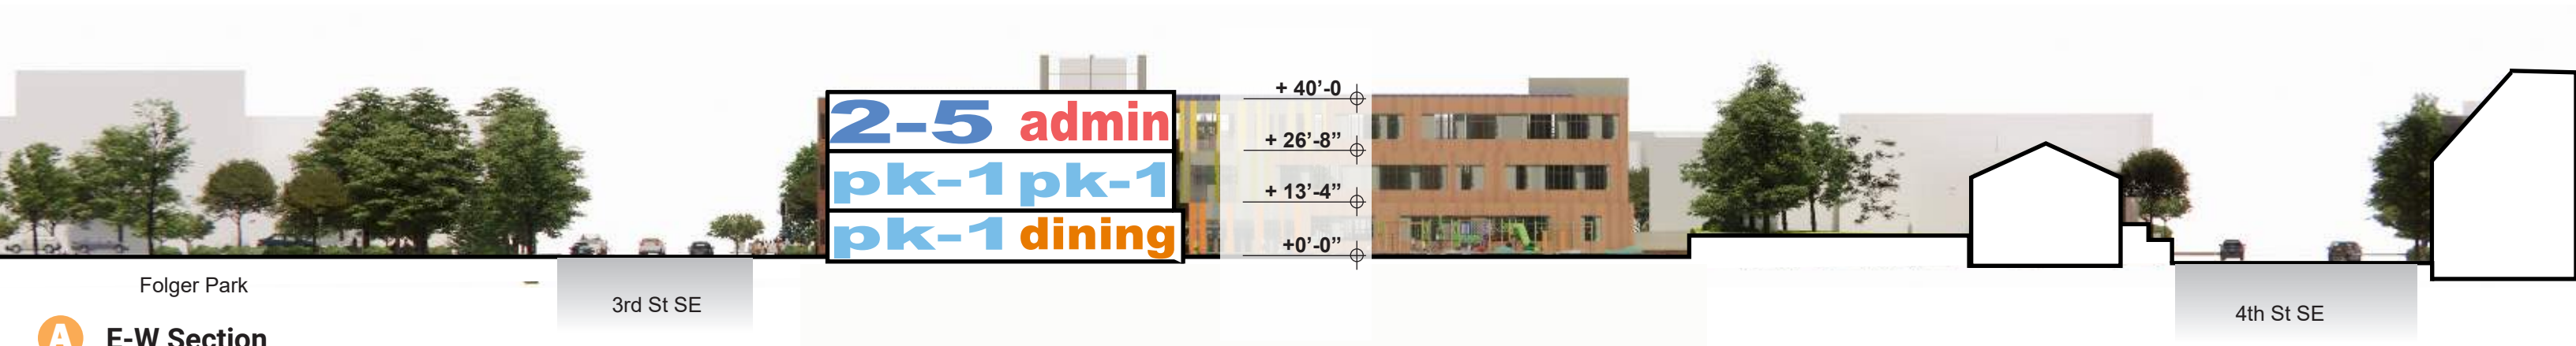 + 40'-0
2-5 admin
+ 26'-8”
pk-1 pk-1
+ 13'-4”
pk-1 dining
+0'-0”
Folger Park
3rd St SE
4th St SE
A E-W Section